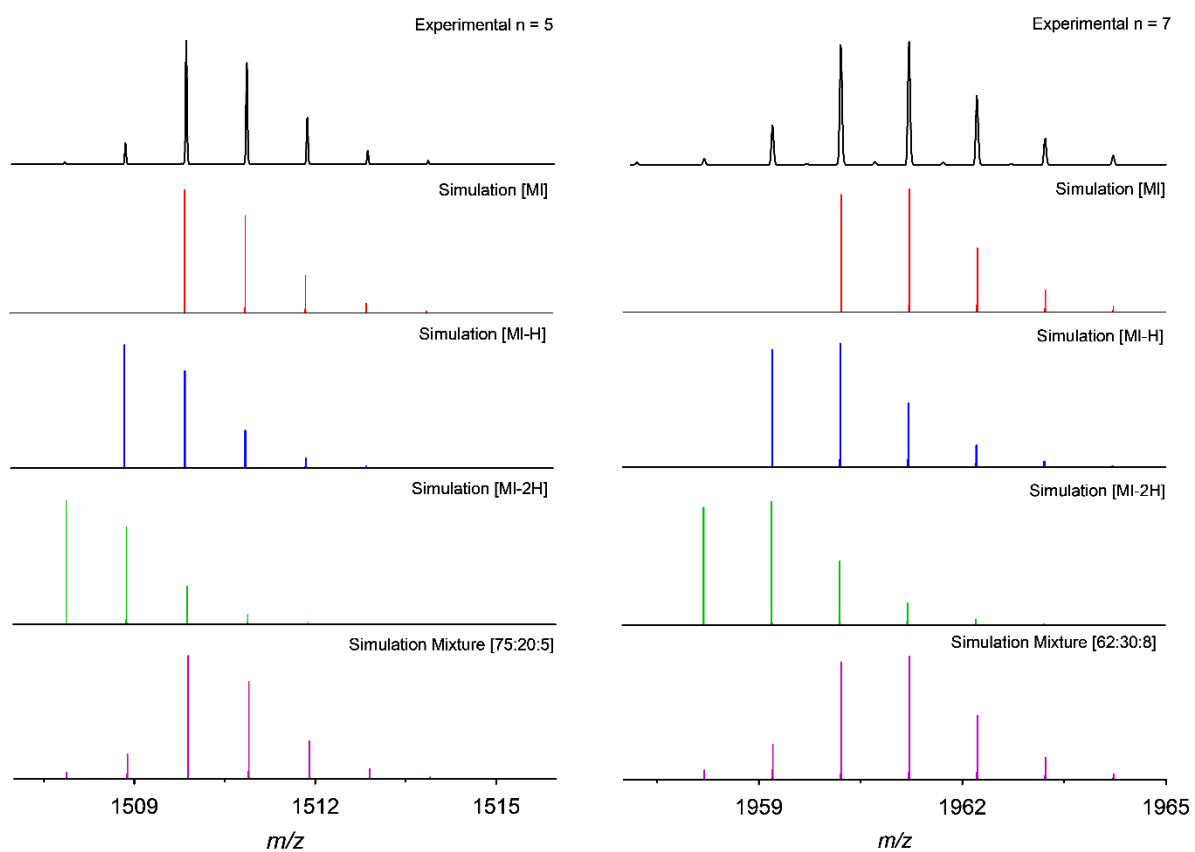 Experimental n = 5
Simulation [MI]
Simulation [MI-H]
Simulation [MI-2H]
Simulation Mixture [75:20:5]
1509 1512 1515
m/z
Experimental n = 7
Simulation [MI]
Simulation [MI-H]
Simulation [MI-2H]
Simulation Mixture [62:30:8]
1959 1962 1965
m/z